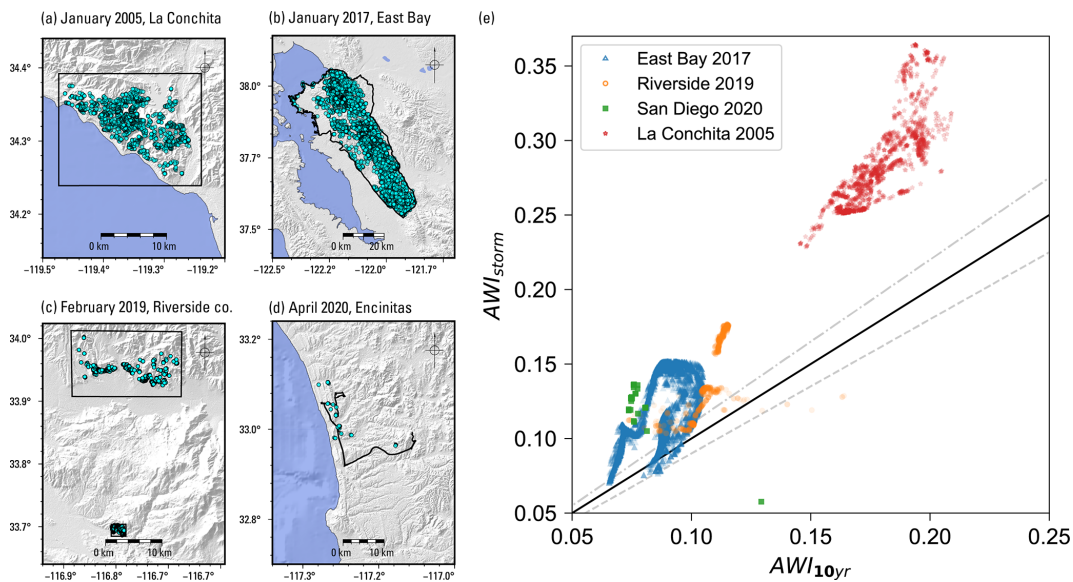 (a) January 2005, La Conchita
34.4°
34.3°
34.2°
0 km 10 km
−119.5° −119.4° −119.3° −119.2°
(b) January 2017, East Bay
38.0°
37.7°
37.5°
0 km 20 km
−122.5° −122.2° −122.0° −121.7°
(c) February 2019, Riverside co.
34.0°
33.9°
33.8°
33.7°
0 km 10 km
−116.9° −116.8° −116.7° −116.7°
(d) April 2020, Encinitas
33.2°
33.0°
32.9°
32.8°
0 km 10 km
−117.3° −117.2° −117.0°
(e)
East Bay 2017
Riverside 2019
San Diego 2020
La Conchita 2005
0.35
0.30
0.25
0.20
0.15
0.10
0.05
AWIstorm
0.05 0.10 0.15 0.20 0.25
AWI10yr